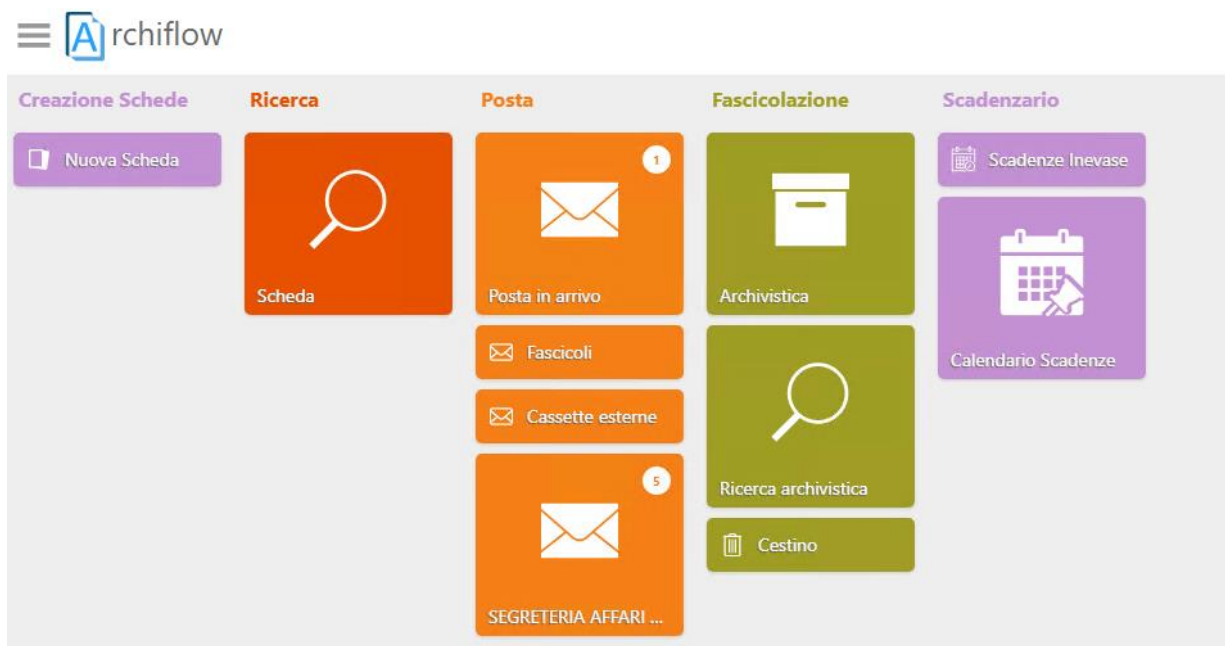 Archiflow
Creazione Schede
Nuova Scheda
Ricerca
Scheda
Posta
1
Posta in arrivo
Fascicoli
Cassette esterne
5
SEGRETERIA AFFARI ...
Fascicolazione
Archivistica
Ricerca archivistica
Cestino
Scadenzario
Scadenze Inevase
Calendario Scadenze